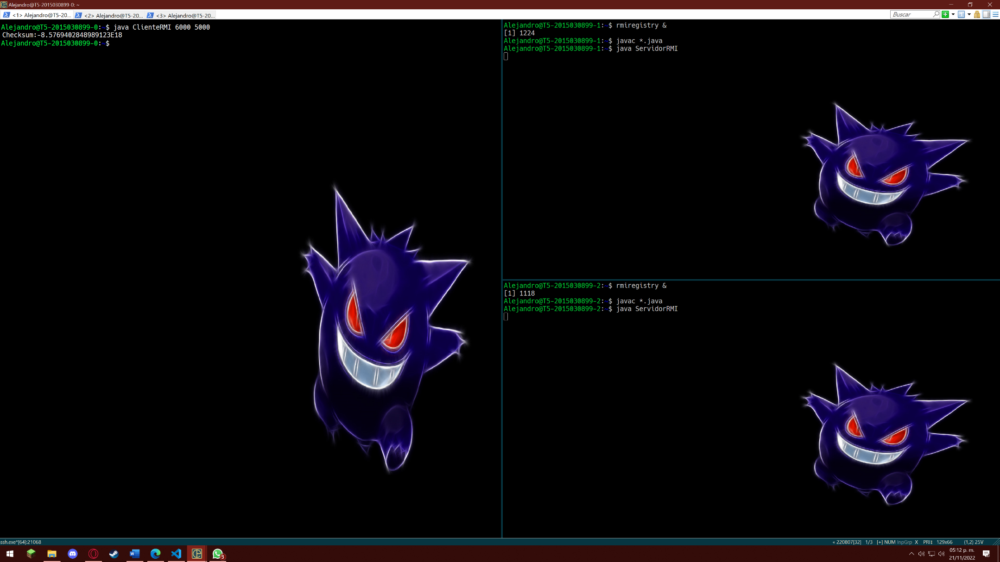 Alejandro@T5-2015030899-0: ~
<1> Alejandro@T5-20...
<2> Alejandro@T5-20...
<3> Alejandro@T5-20...
Buscar
Alejandro@T5-2015030899-0:~$ java ClienteRMI 6000 5000
Checksum:-8.5769402848989123E18
Alejandro@T5-2015030899-0:~$
Alejandro@T5-2015030899-1:~$ rmiregistry &
[1] 1224
Alejandro@T5-2015030899-1:~$ javac *.java
Alejandro@T5-2015030899-1:~$ java ServidorRMI
Alejandro@T5-2015030899-2:~$ rmiregistry &
[1] 1118
Alejandro@T5-2015030899-2:~$ javac *.java
Alejandro@T5-2015030899-2:~$ java ServidorRMI
ssh.exe*[64]:21068
« 220807[32] 1/3 [+] NUM InpGrp X PRI↕ 129x66 (1,2) 25V
3
05:12 p. m.
21/11/2022